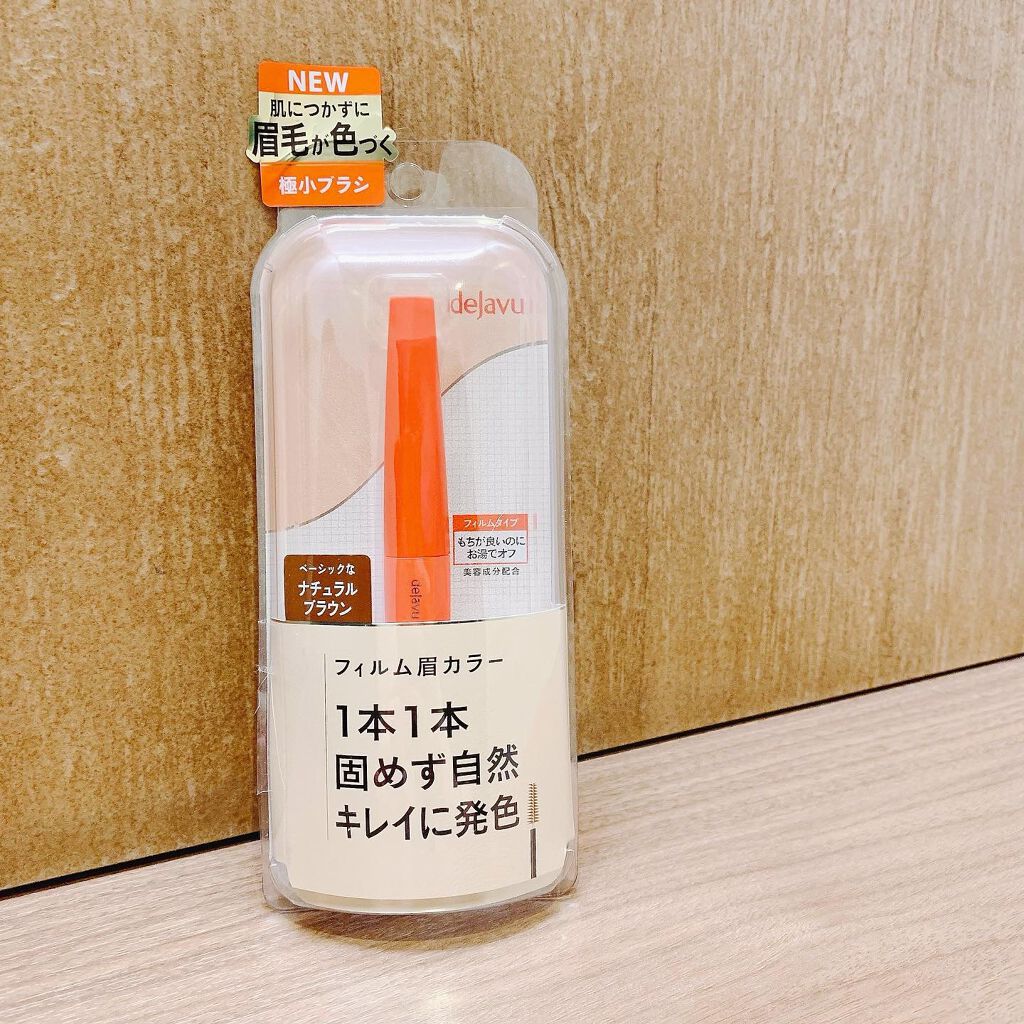 NEW
肌につかずに
眉毛が色づく
極小ブラシ
dejavu
フィルムタイプ
もちが良いのに
お湯でオフ
美容成分配合
ベーシックな
ナチュラル
ブラウン
dejavu
フィルム眉カラー
1本1本
固めず自然
キレイに発色